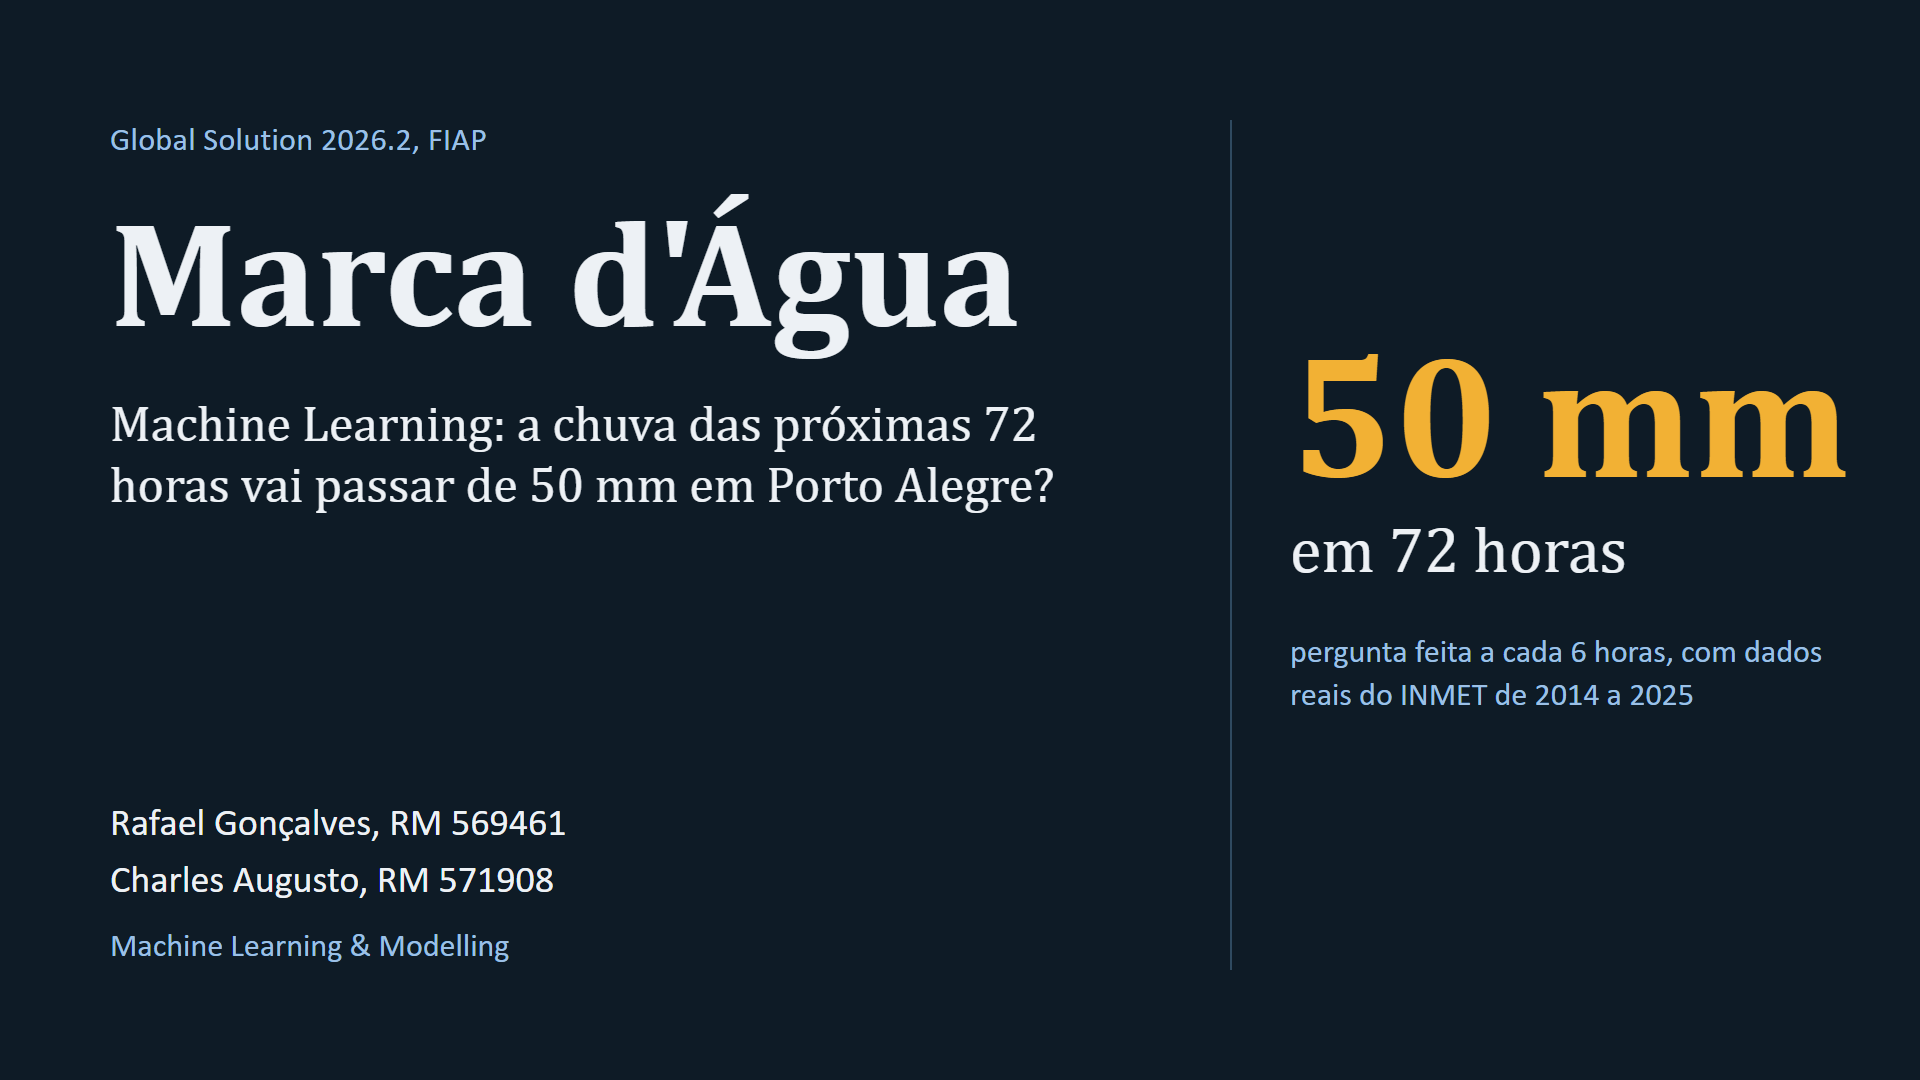 Global Solution 2026.2, FIAP
Marca d'Água
Machine Learning: a chuva das próximas 72
horas vai passar de 50 mm em Porto Alegre?
50 mm
em 72 horas
pergunta feita a cada 6 horas, com dados
reais do INMET de 2014 a 2025
Rafael Gonçalves, RM 569461
Charles Augusto, RM 571908
Machine Learning & Modelling